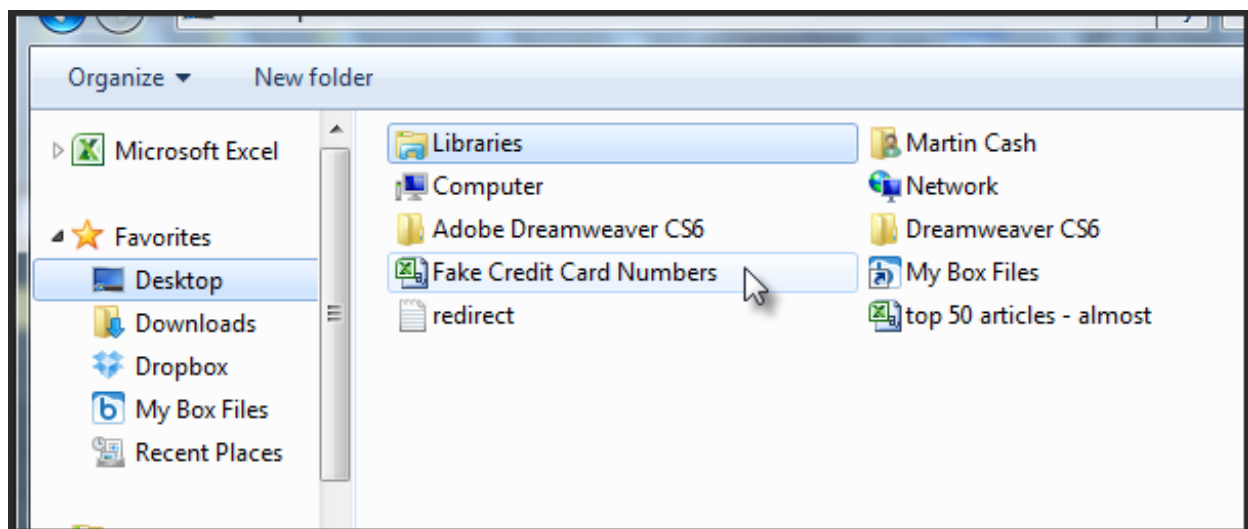 Organize New folder
Microsoft Excel
Favorites
Desktop
Downloads
Dropbox
My Box Files
Recent Places
Libraries
Computer
Adobe Dreamweaver CS6
Fake Credit Card Numbers
redirect
Martin Cash
Network
Dreamweaver CS6
My Box Files
top 50 articles - almost